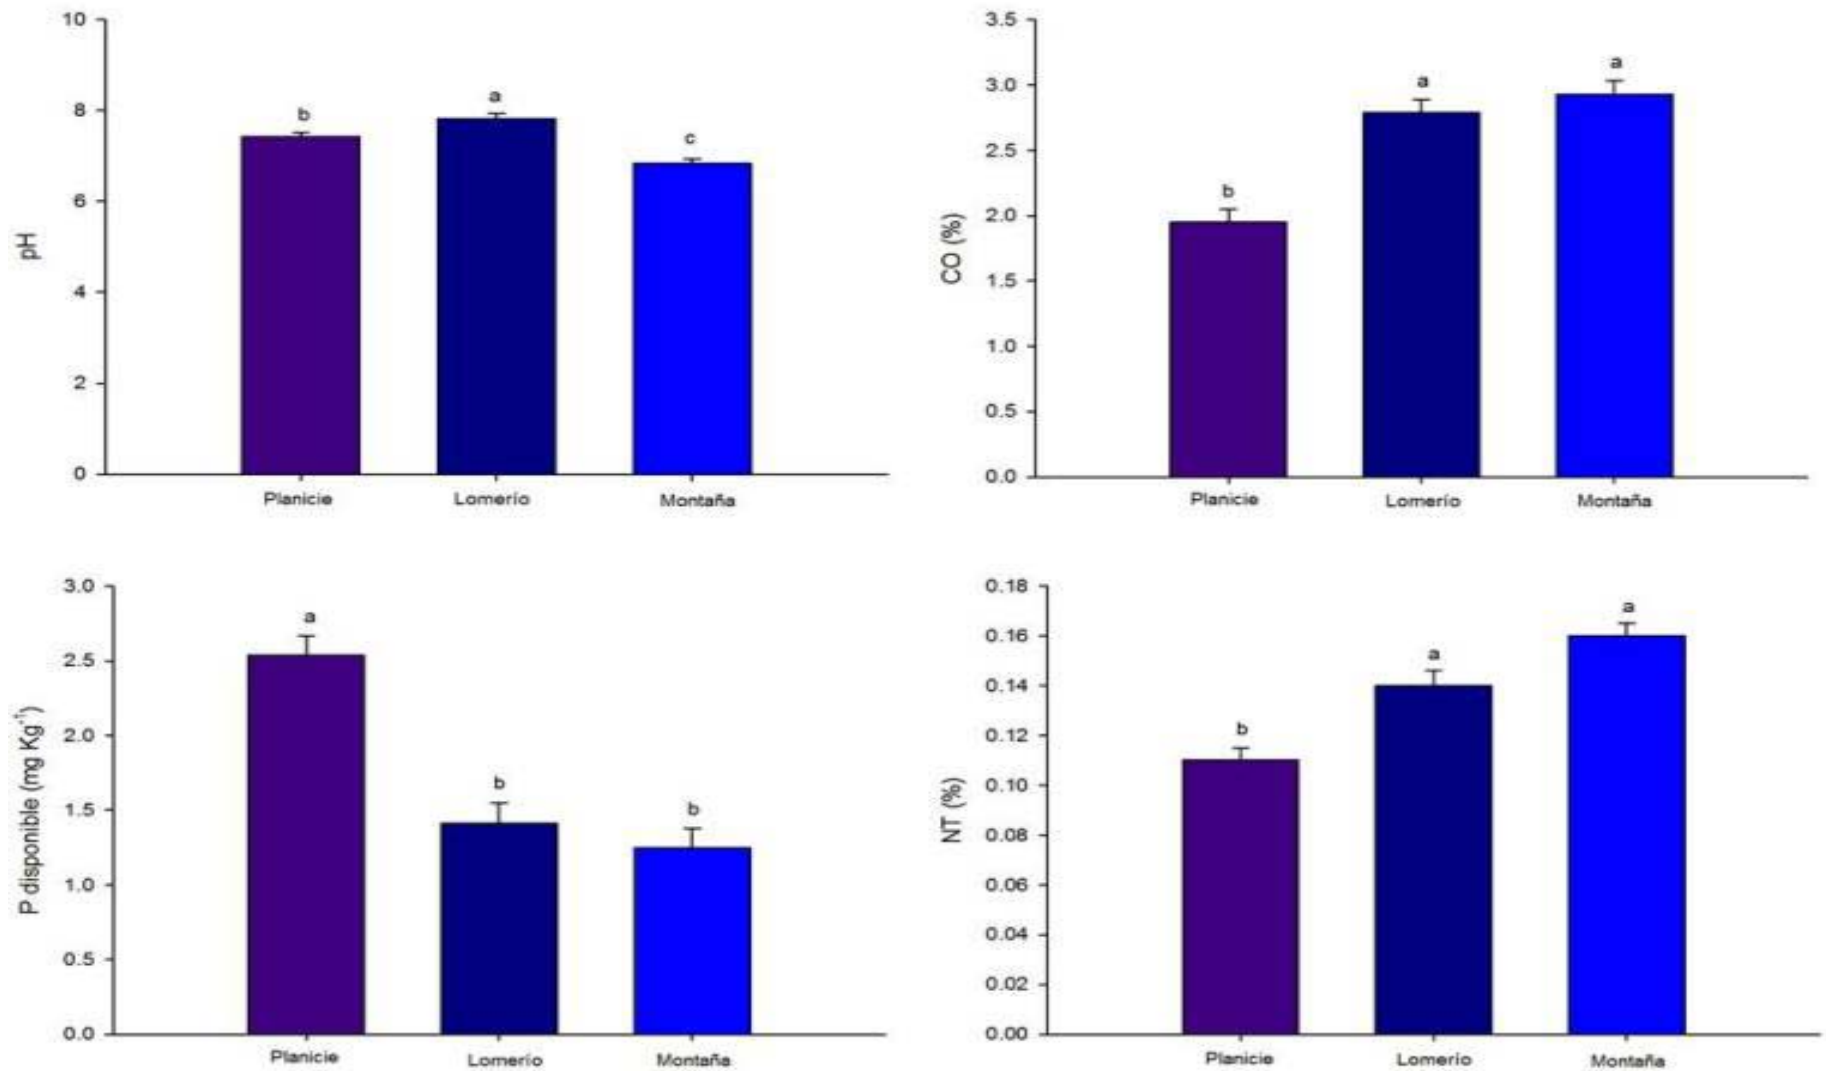 10
8
6
4
2
0
pH
b
a
c
Planicie
Lomerío
Montaña
3.5
3.0
2.5
2.0
1.5
1.0
0.5
0.0
CO (%)
b
a
a
Planicie
Lomerío
Montaña
3.0
2.5
2.0
1.5
1.0
0.5
0.0
P disponible (mg Kg⁻¹)
a
b
b
Planicie
Lomerío
Montaña
0.18
0.16
0.14
0.12
0.10
0.08
0.06
0.04
0.02
0.00
NT (%)
b
a
a
Planicie
Lomerío
Montaña